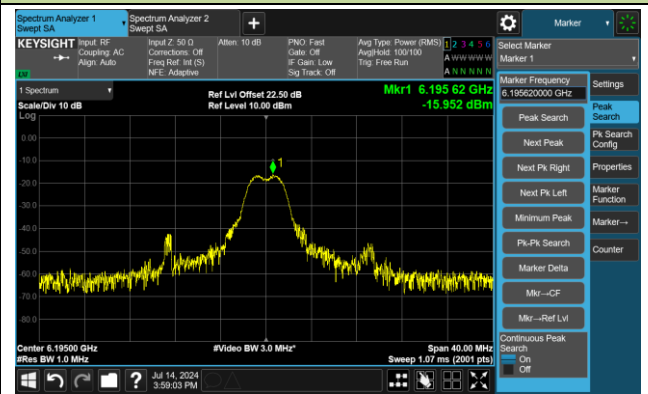 Spectrum Analyzer 1
Swept SA
Spectrum Analyzer 2
Swept SA
+
Marker
KEYSIGHT
Input: RF
Coupling: AC
Align: Auto
Input Z: 50 Ω
Corrections: Off
Freq Ref: Int (S)
NFE: Adaptive
Atten: 10 dB
PNO: Fast
Gate: Off
IF Gain: Low
Sig Track: Off
Avg Type: Power (RMS)
Avg|Hold: 100/100
Trig: Free Run
1 2 3 4 5 6
A W W W W W
A N N N N N
Select Marker
Marker 1
1 Spectrum
Scale/Div 10 dB
Log
Ref Lvl Offset 22.50 dB
Ref Level 10.00 dBm
Mkr1 6.195 62 GHz
-15.952 dBm
Marker Frequency
6.195620000 GHz
Settings
Peak Search
Peak
Search
Next Peak
Pk Search
Config
Next Pk Right
Properties
Next Pk Left
Marker
Function
Minimum Peak
Marker→
Pk-Pk Search
Counter
Marker Delta
Mkr→CF
Mkr→Ref Lvl
Continuous Peak
Search
On
Off
0.00
-10.0
-20.0
-30.0
-40.0
-50.0
-60.0
-70.0
-80.0
1
Center 6.19500 GHz
#Res BW 1.0 MHz
#Video BW 3.0 MHz*
Span 40.00 MHz
Sweep 1.07 ms (2001 pts)
?
Jul 14, 2024
3:59:03 PM